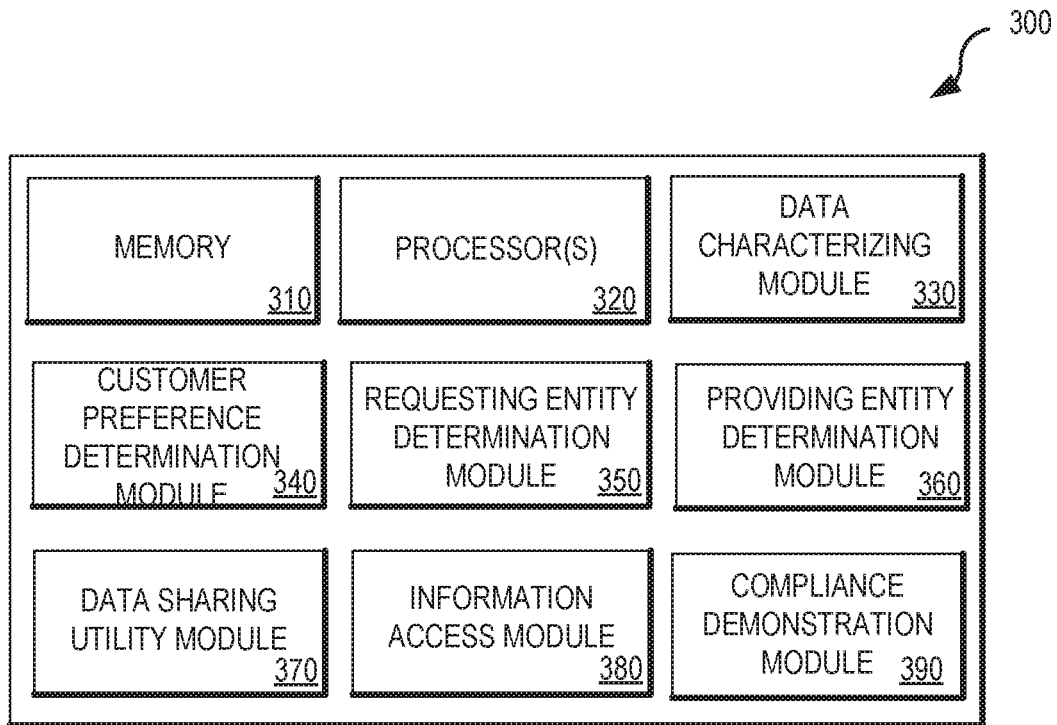 300
MEMORY
310
PROCESSOR(S)
320
DATA
CHARACTERIZING
MODULE
330
CUSTOMER
PREFERENCE
DETERMINATION
MODULE
340
REQUESTING ENTITY
DETERMINATION
MODULE
350
PROVIDING ENTITY
DETERMINATION
MODULE
360
DATA SHARING
UTILITY MODULE
370
INFORMATION
ACCESS MODULE
380
COMPLIANCE
DEMONSTRATION
MODULE
390